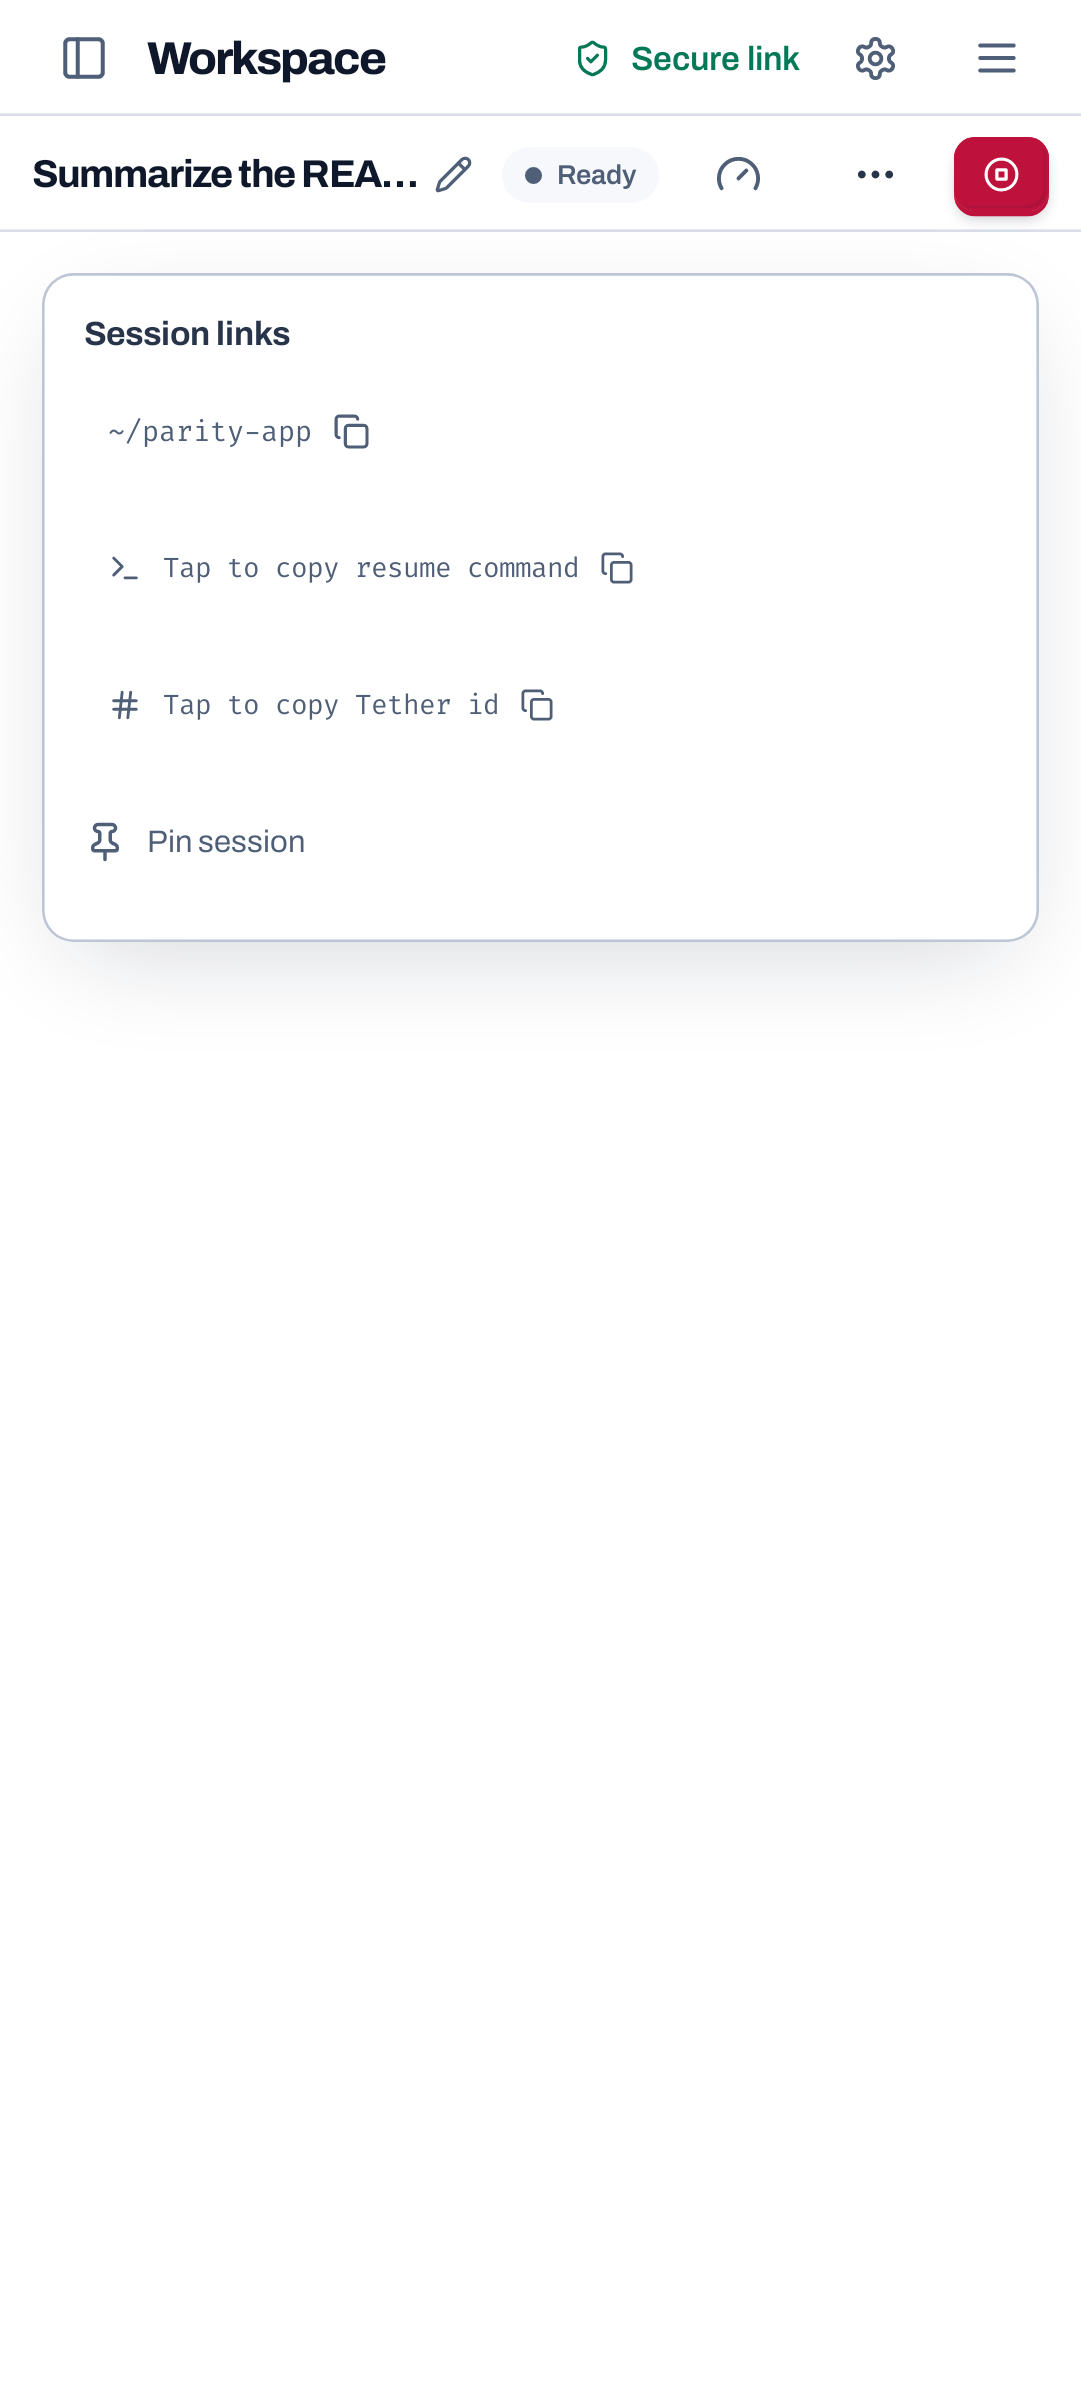 Workspace
Secure link
Summarize the REA...
Ready
Session links
~/parity-app
Tap to copy resume command
Tap to copy Tether id
Pin session